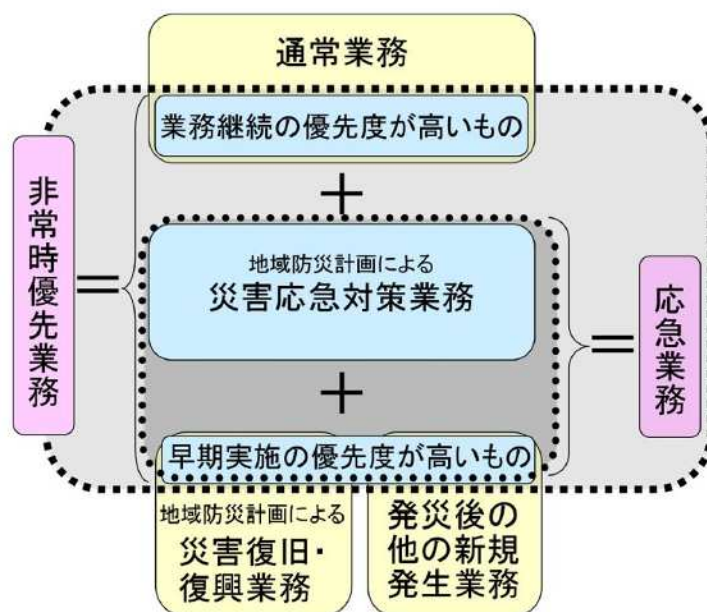 通常業務
業務継続の優先度が高いもの
＋
非常時優先業務
＝
地域防災計画による
災害応急対策業務
＝
応急業務
＋
早期実施の優先度が高いもの
地域防災計画による
災害復旧・
復興業務
発災後の
他の新規
発生業務